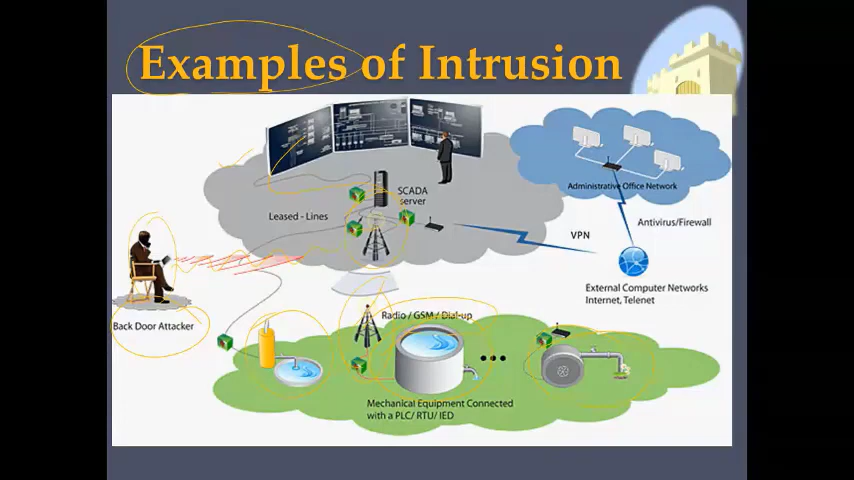 Examples of Intrusion
SCADA
server
Administrative Office Network
Leased - Lines
Antivirus/Firewall
VPN
External Computer Networks
Internet, Telenet
Back Door Attacker
Radio / GSM / Dial-up
Mechanical Equipment Connected
with a PLC/ RTU/ IED